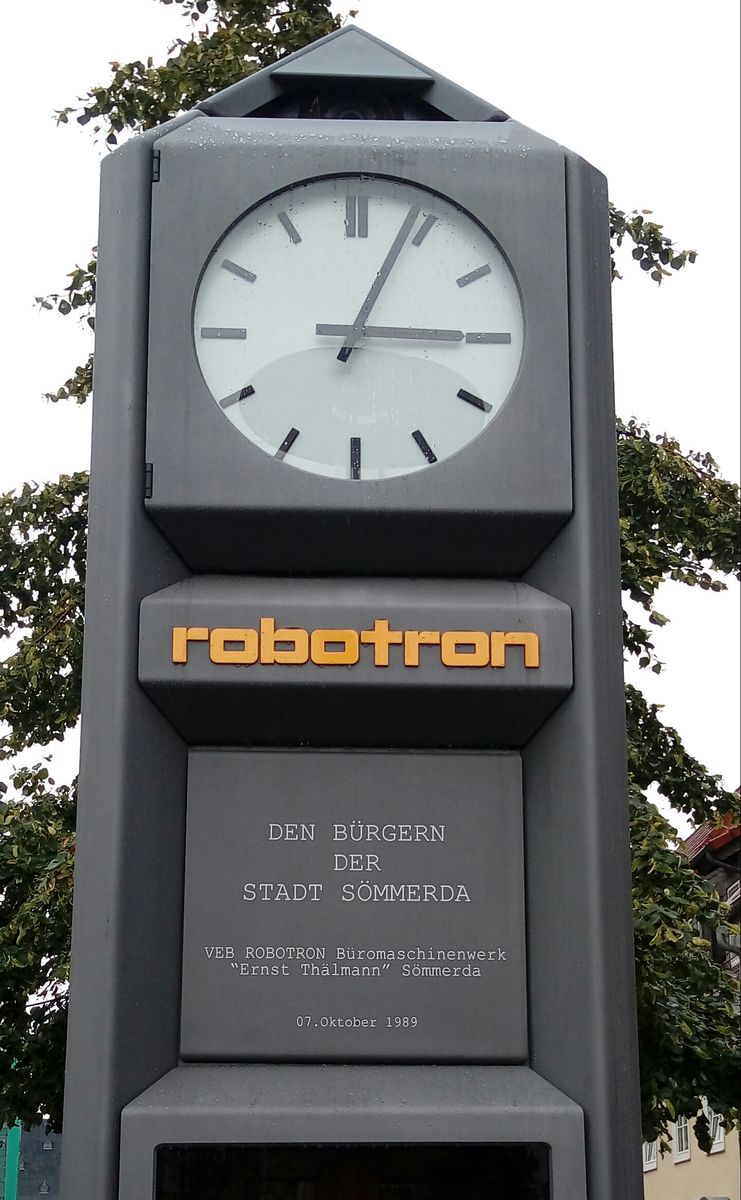 robotron
DEN BÜRGERN
DER
STADT SÖMMERDA
VEB ROBOTRON Büromaschinenwerk
“Ernst Thälmann” Sömmerda
07.Oktober 1989